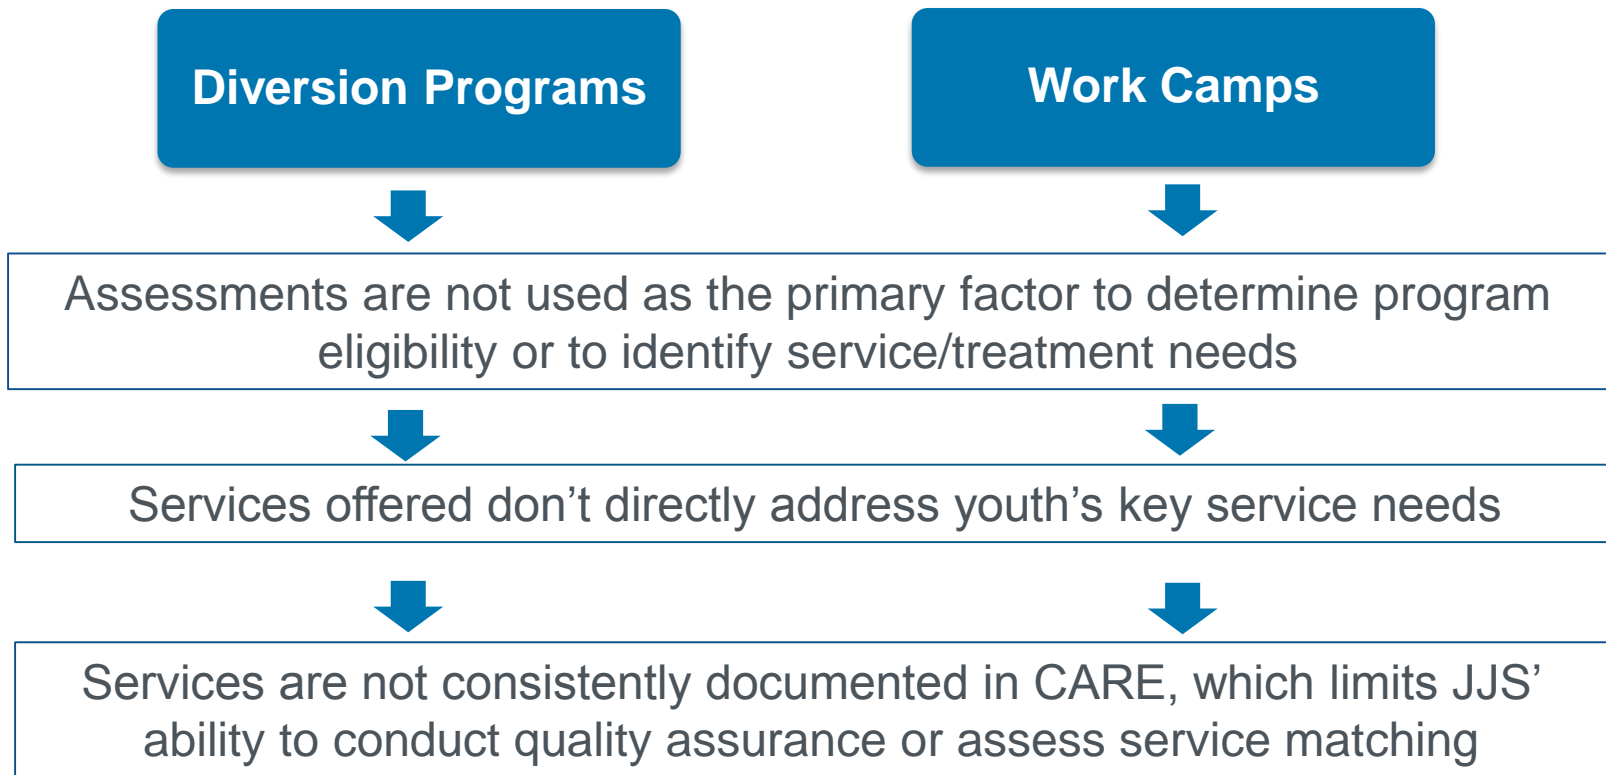 Diversion Programs
Work Camps
Assessments are not used as the primary factor to determine program
eligibility or to identify service/treatment needs
Services offered don’t directly address youth’s key service needs
Services are not consistently documented in CARE, which limits JJS’
ability to conduct quality assurance or assess service matching